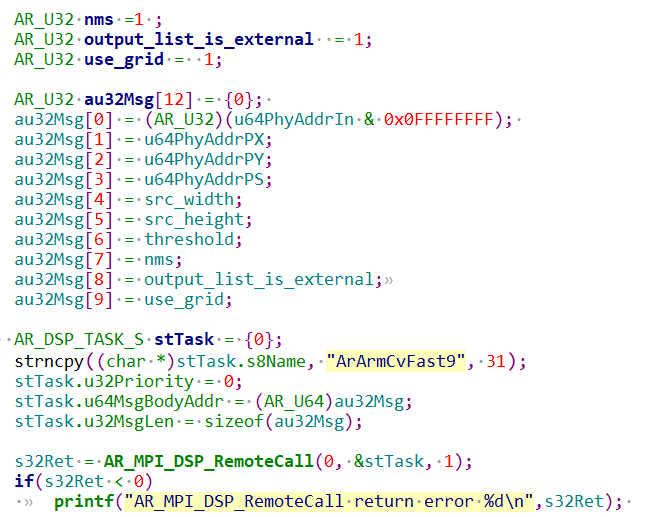 AR_U32 nms =1 ;
AR_U32 output_list_is_external  = 1;
AR_U32 use_grid =  1;

AR_U32 au32Msg[12] = {0};
au32Msg[0] = (AR_U32)(u64PhyAddrIn & 0x0FFFFFFFF);
au32Msg[1] = u64PhyAddrPX;
au32Msg[2] = u64PhyAddrPY;
au32Msg[3] = u64PhyAddrPS;
au32Msg[4] = src_width;
au32Msg[5] = src_height;
au32Msg[6] = threshold;
au32Msg[7] = nms;
au32Msg[8] = output_list_is_external;
au32Msg[9] = use_grid;

AR_DSP_TASK_S stTask = {0};
strncpy((char *)stTask.s8Name, "ArArmCvFast9", 31);
stTask.u32Priority = 0;
stTask.u64MsgBodyAddr = (AR_U64)au32Msg;
stTask.u32MsgLen = sizeof(au32Msg);

s32Ret = AR_MPI_DSP_RemoteCall(0, &stTask, 1);
if(s32Ret < 0)
    printf("AR_MPI_DSP_RemoteCall return error %d\n",s32Ret);